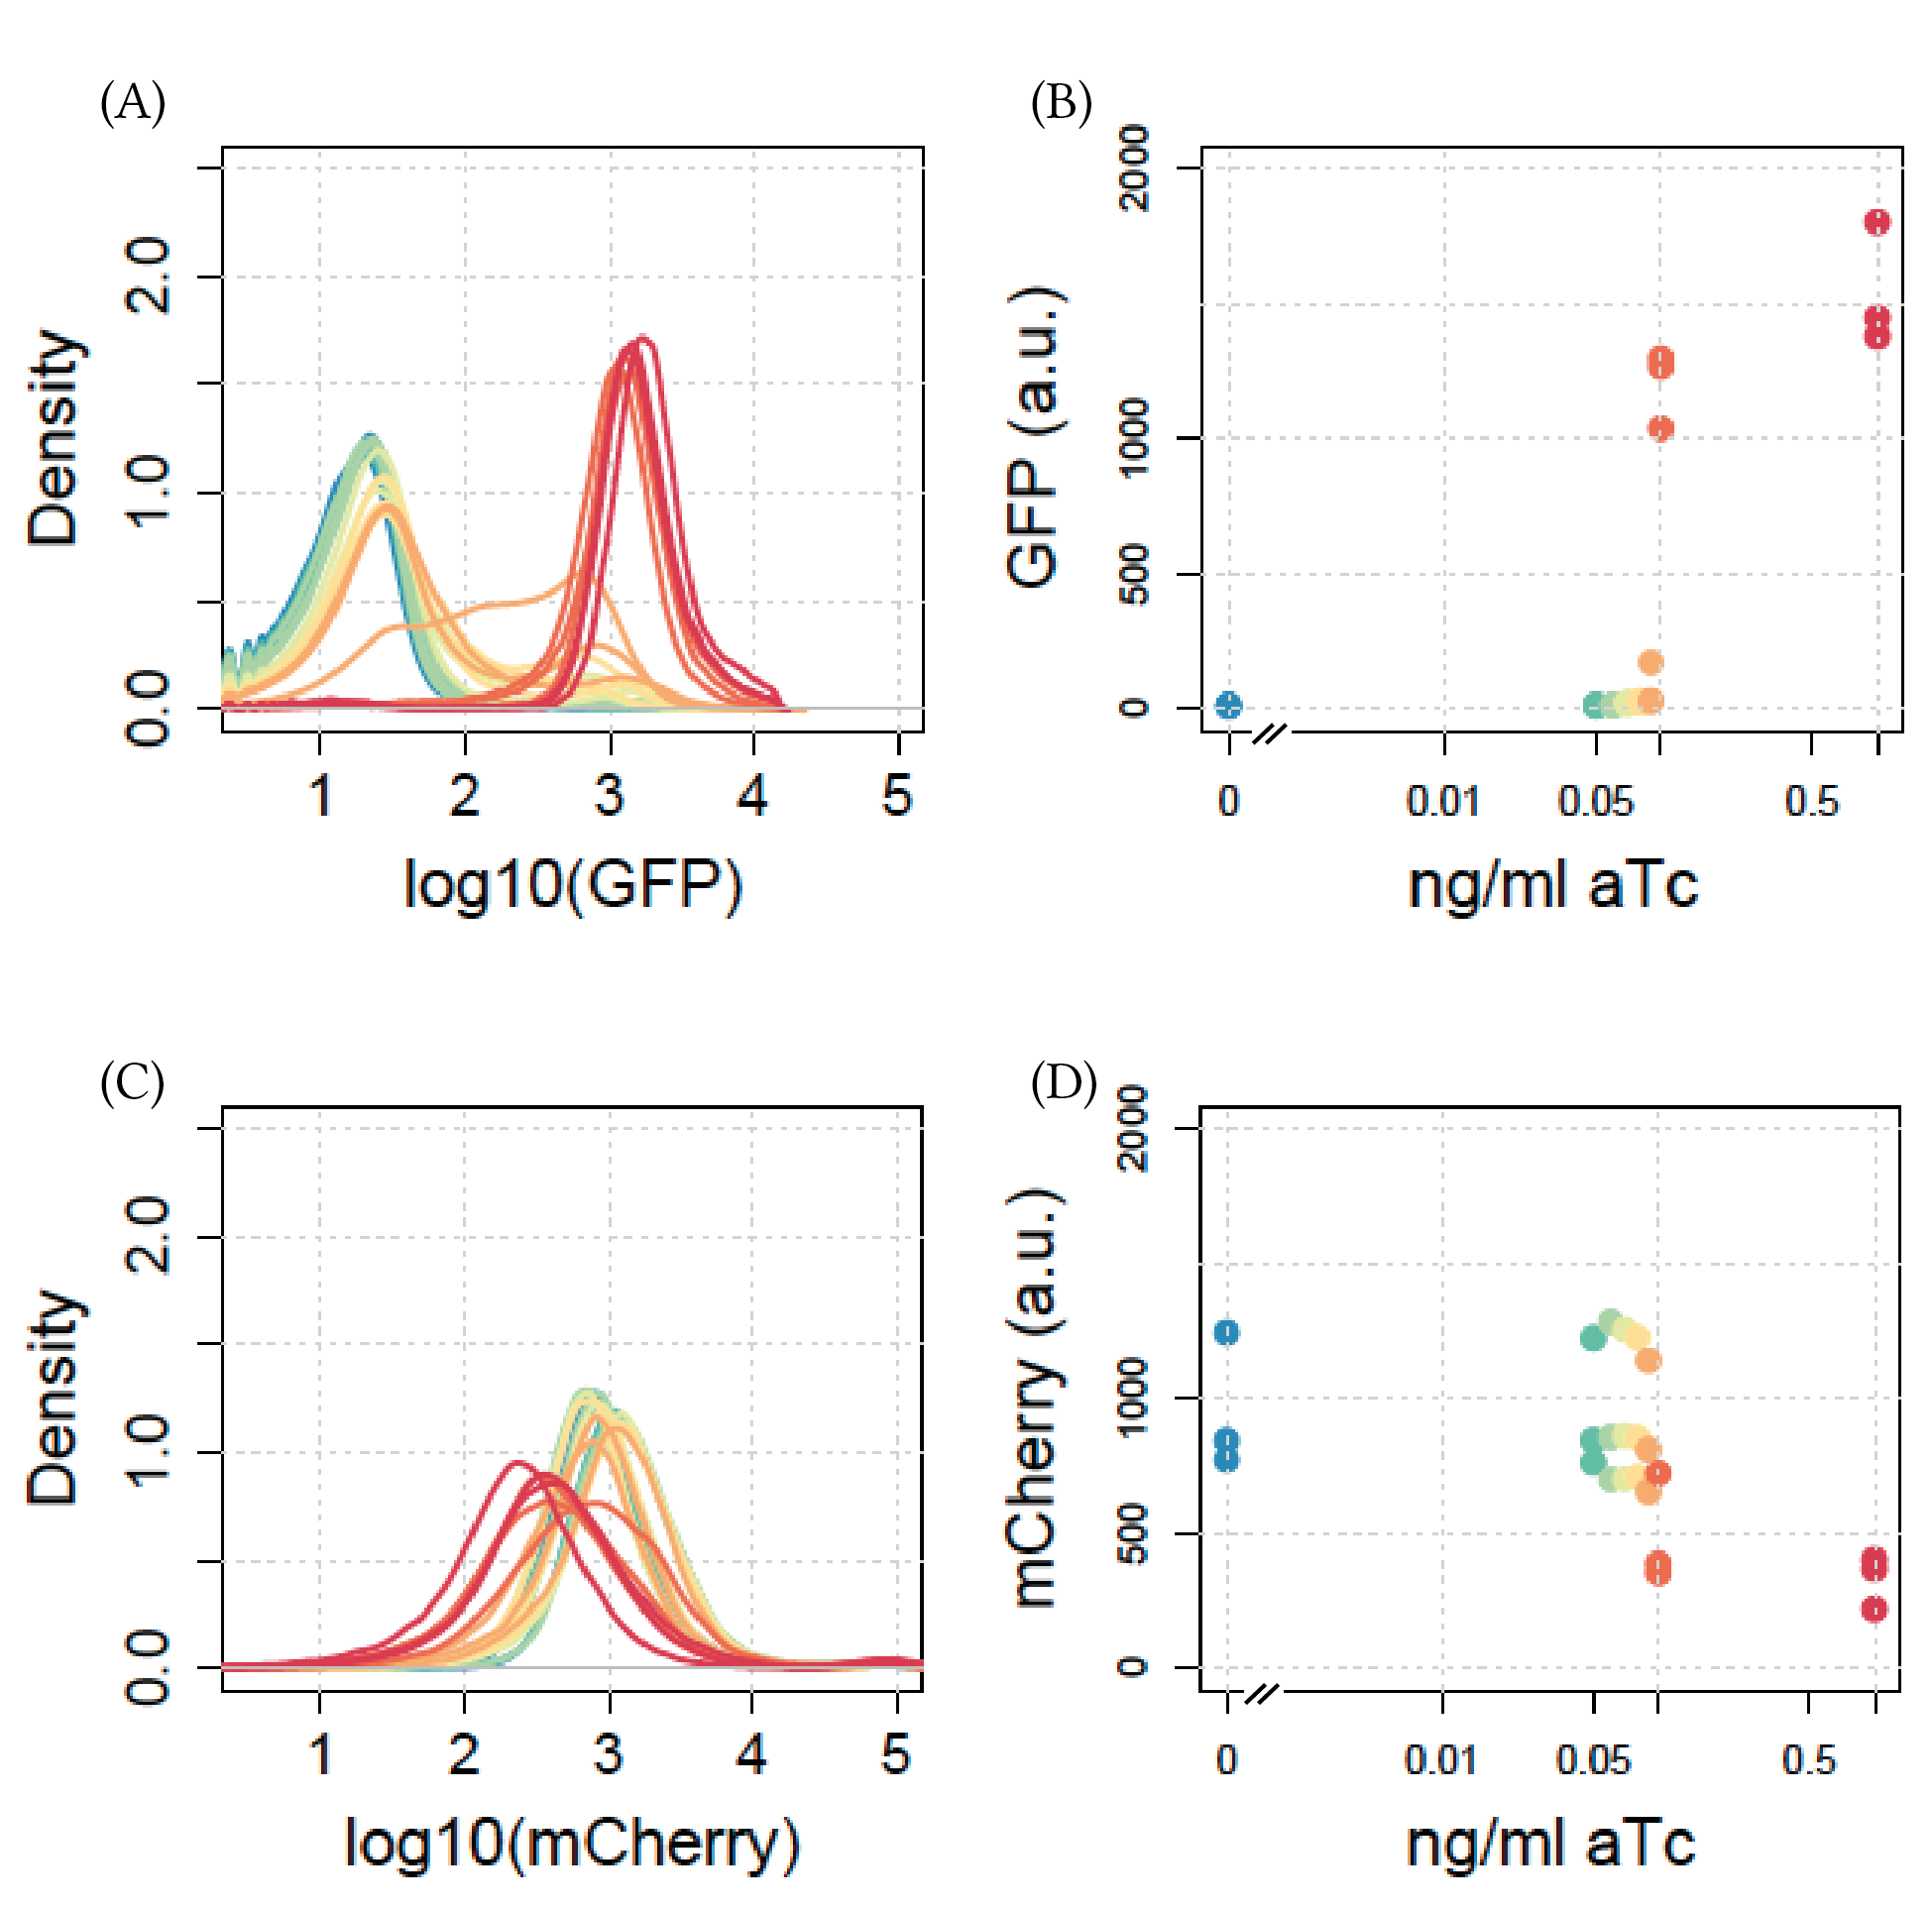 (A)
(B)
Density
0.0 1.0 2.0
1 2 3 4 5
log10(GFP)
GFP (a.u.)
0 500 1000 2000
0 0.01 0.05 0.5
ng/ml aTc
(C)
(D)
Density
0.0 1.0 2.0
1 2 3 4 5
log10(mCherry)
mCherry (a.u.)
0 500 1000 2000
0 0.01 0.05 0.5
ng/ml aTc